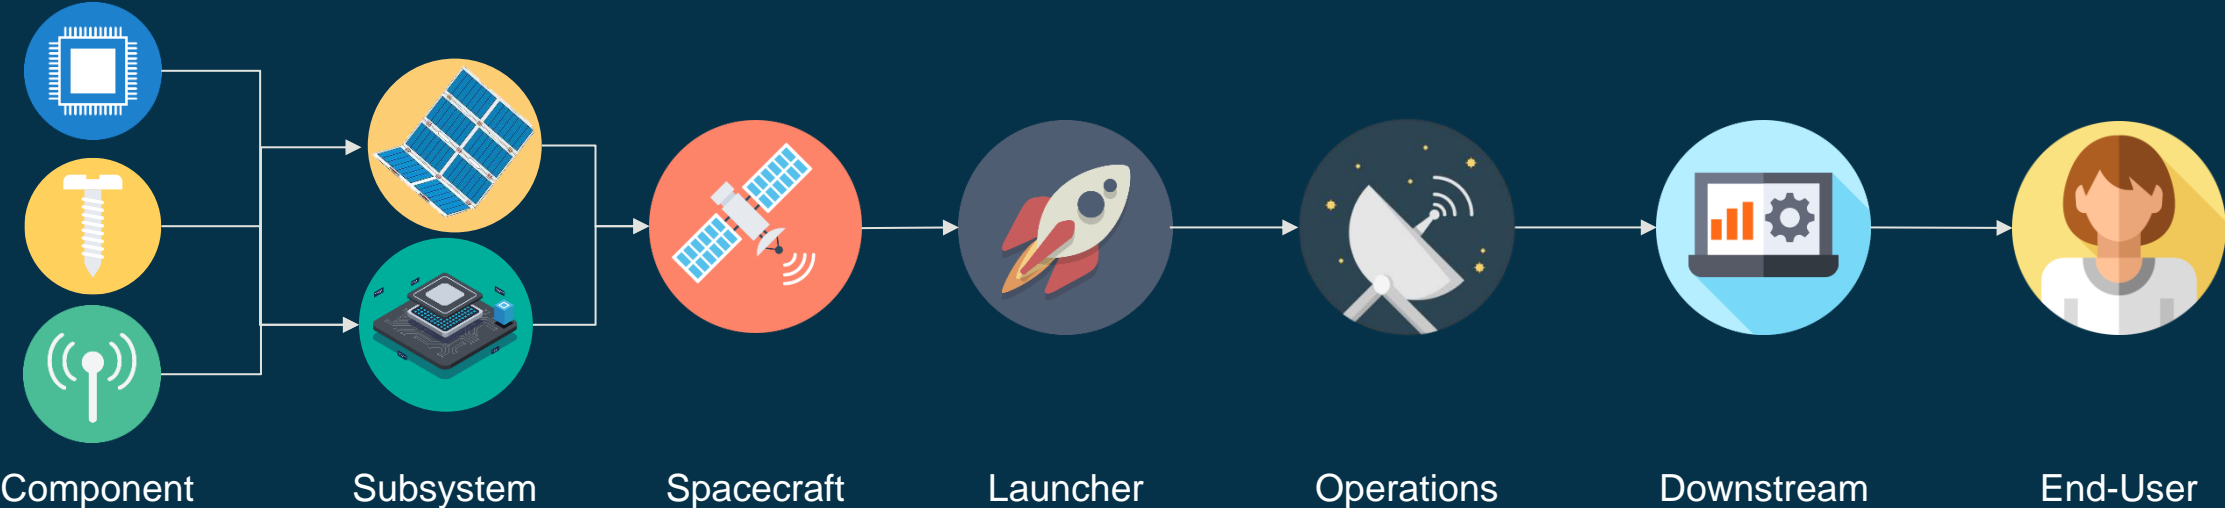 Component
Subsystem
Spacecraft
Launcher
Operations
Downstream
End-User